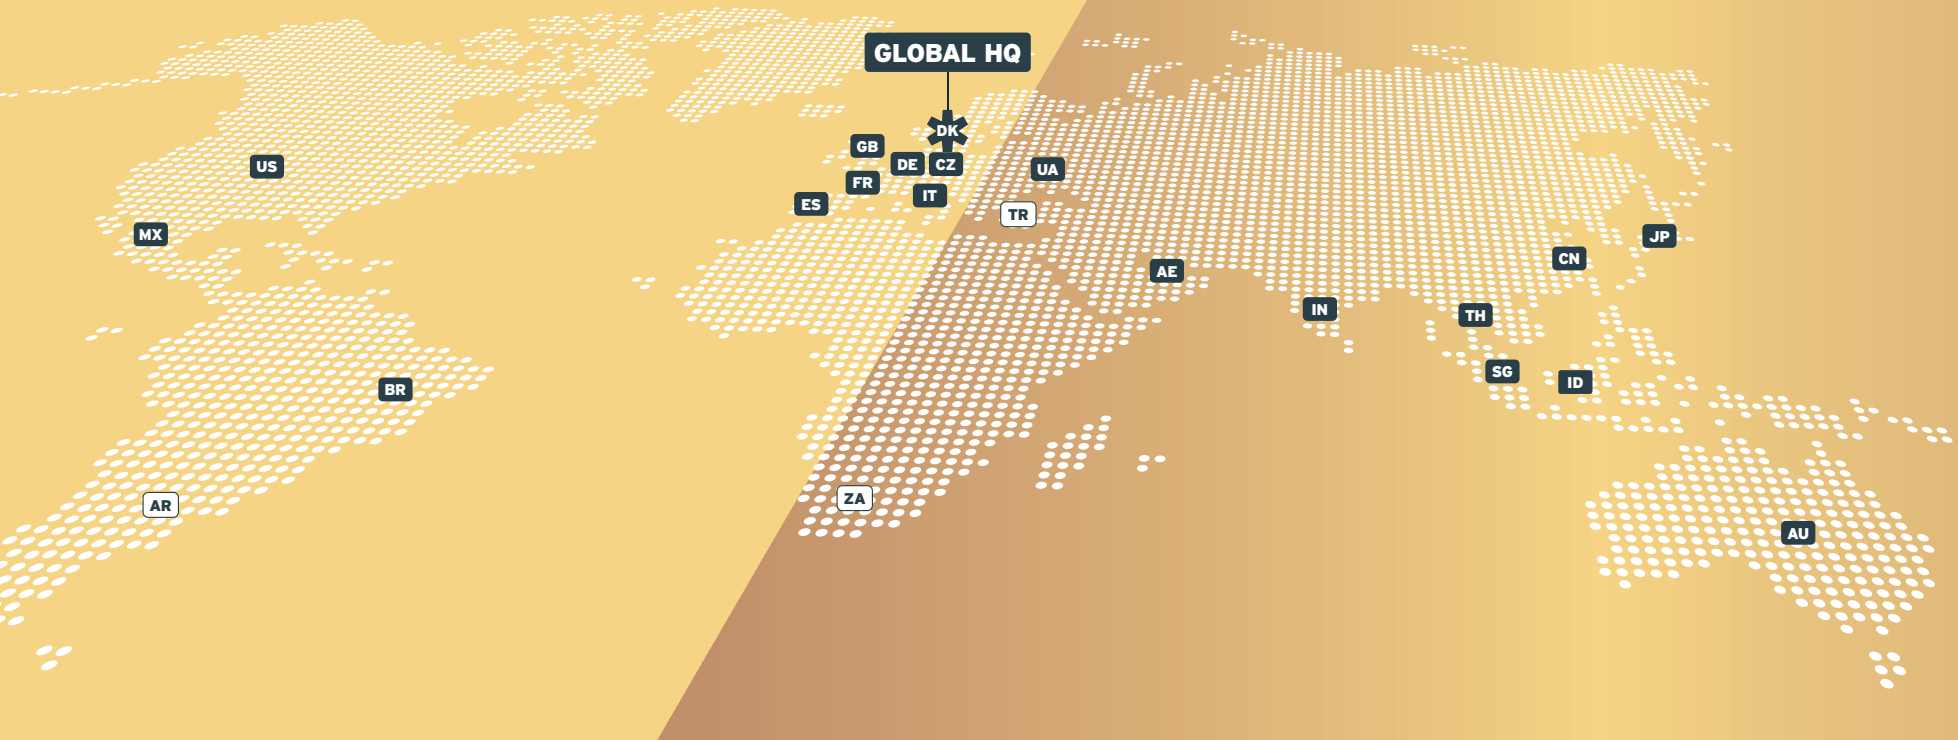 GLOBAL HQ
DK
GB
DE
CZ
US
UA
FR
IT
ES
TR
MX
JP
CN
AE
IN
TH
SG
ID
BR
ZA
AR
AU